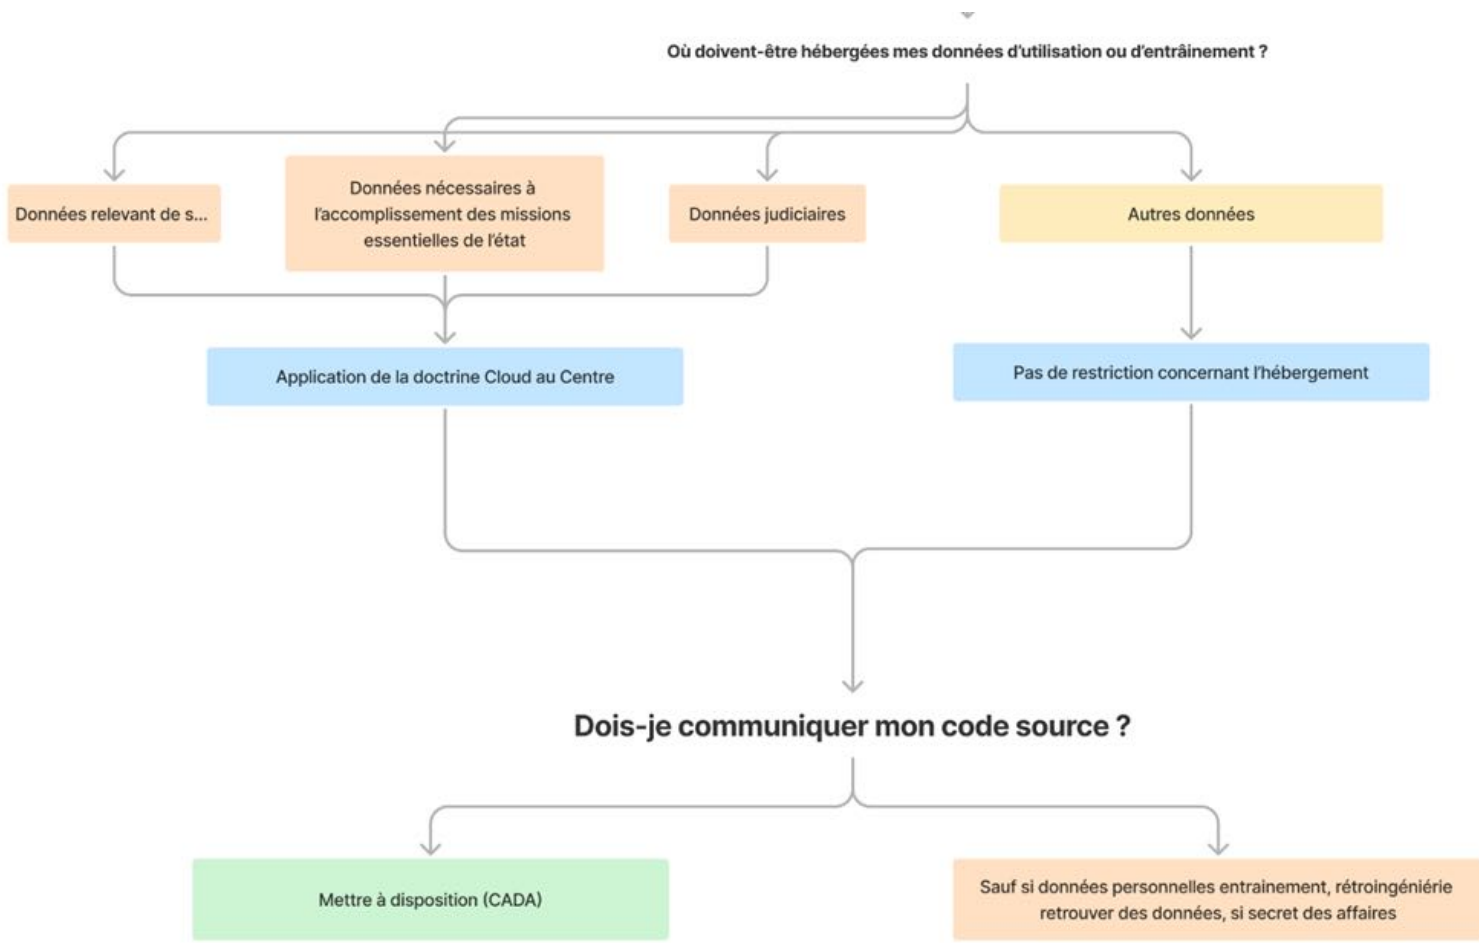 Où doivent-être hébergées mes données d’utilisation ou d’entrâinement ?
Données relevant de s...
Données nécessaires à
l’accomplissement des missions
essentielles de l’état
Données judiciaires
Autres données
Application de la doctrine Cloud au Centre
Pas de restriction concernant l’hébergement
Dois-je communiquer mon code source ?
Mettre à disposition (CADA)
Sauf si données personnelles entrainement, rétroingéniérie
retrouver des données, si secret des affaires